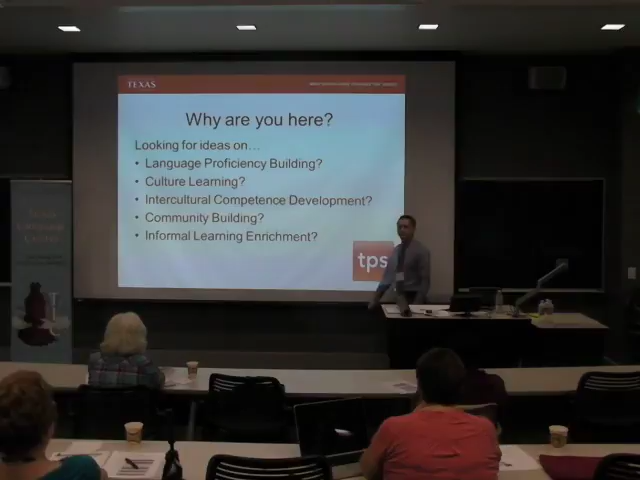 TEXAS
Why are you here?
Looking for ideas on…
• Language Proficiency Building?
• Culture Learning?
• Intercultural Competence Development?
• Community Building?
• Informal Learning Enrichment?
tps